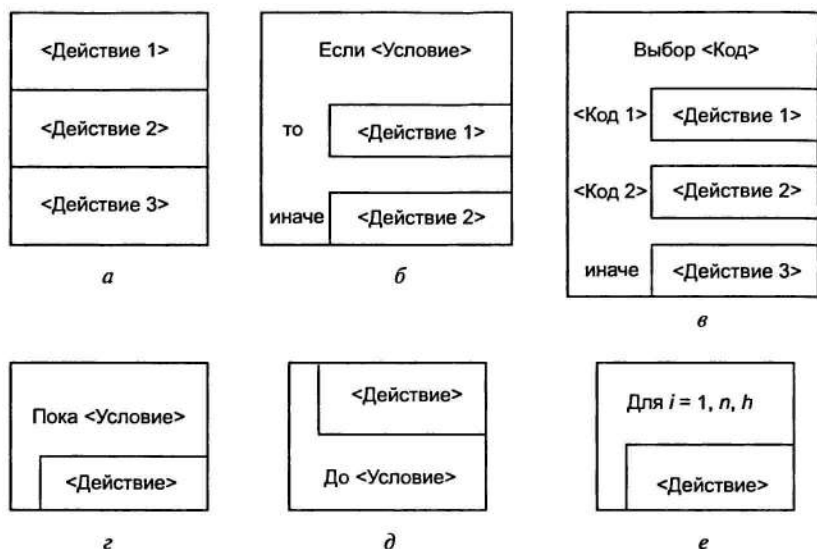 <Действие 1>
<Действие 2>
<Действие 3>
а
Если <Условие>
то
<Действие 1>
иначе
<Действие 2>
б
Выбор <Код>
<Код 1>
<Действие 1>
<Код 2>
<Действие 2>
иначе
<Действие 3>
в
Пока <Условие>
<Действие>
г
<Действие>
До <Условие>
д
Для i = 1, n, h
<Действие>
е